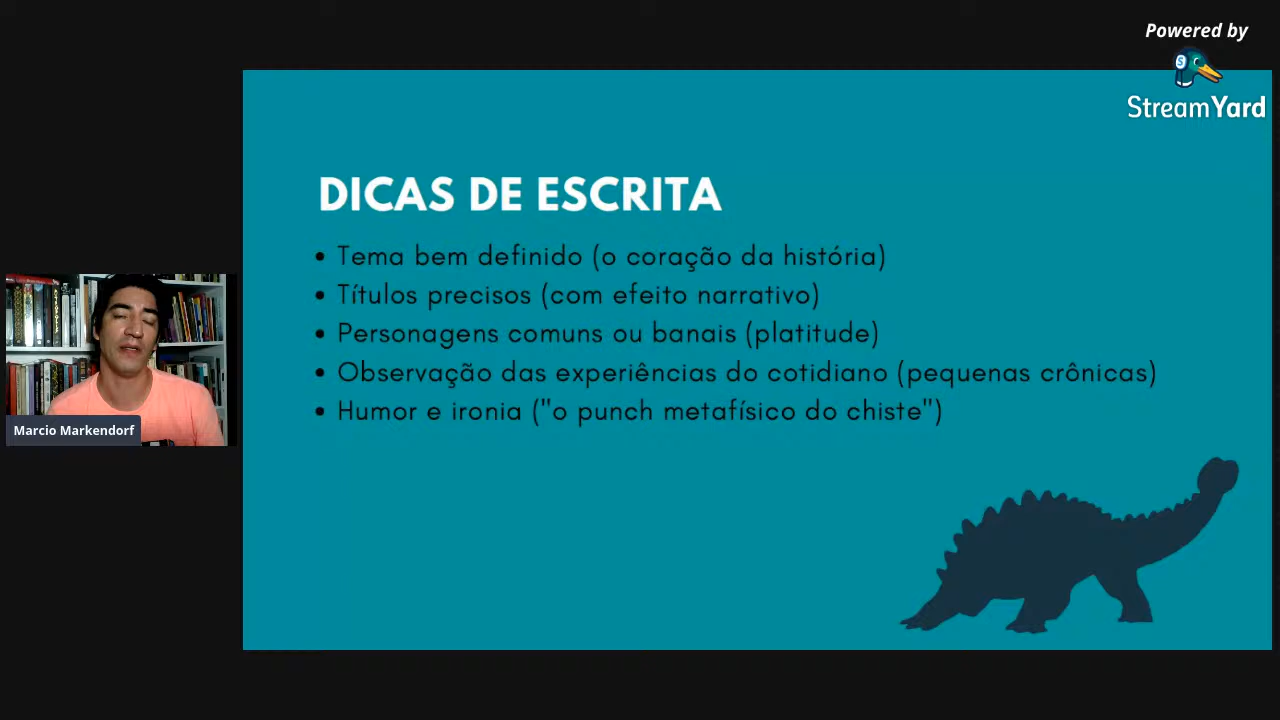 Powered by
StreamYard
DICAS DE ESCRITA
• Tema bem definido (o coração da história)
• Títulos precisos (com efeito narrativo)
• Personagens comuns ou banais (platitude)
• Observação das experiências do cotidiano (pequenas crônicas)
• Humor e ironia ("o punch metafísico do chiste")
Marcio Markendorf